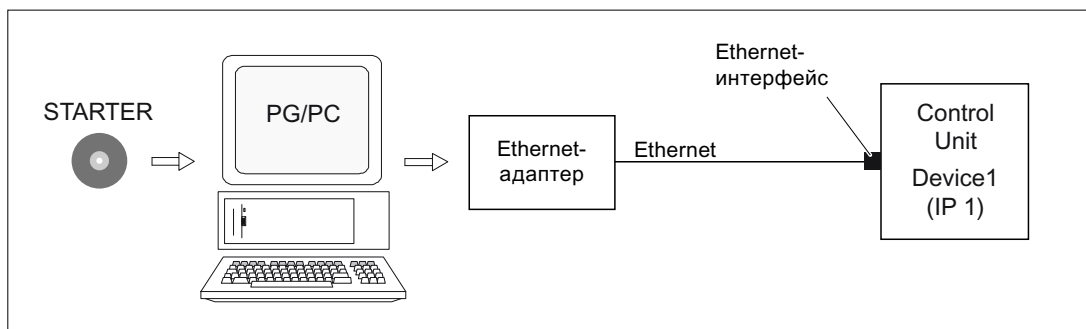 STARTER
PG/PC
Ethernet-
адаптер
Ethernet
Ethernet-
интерфейс
Control
Unit
Device1
(IP 1)